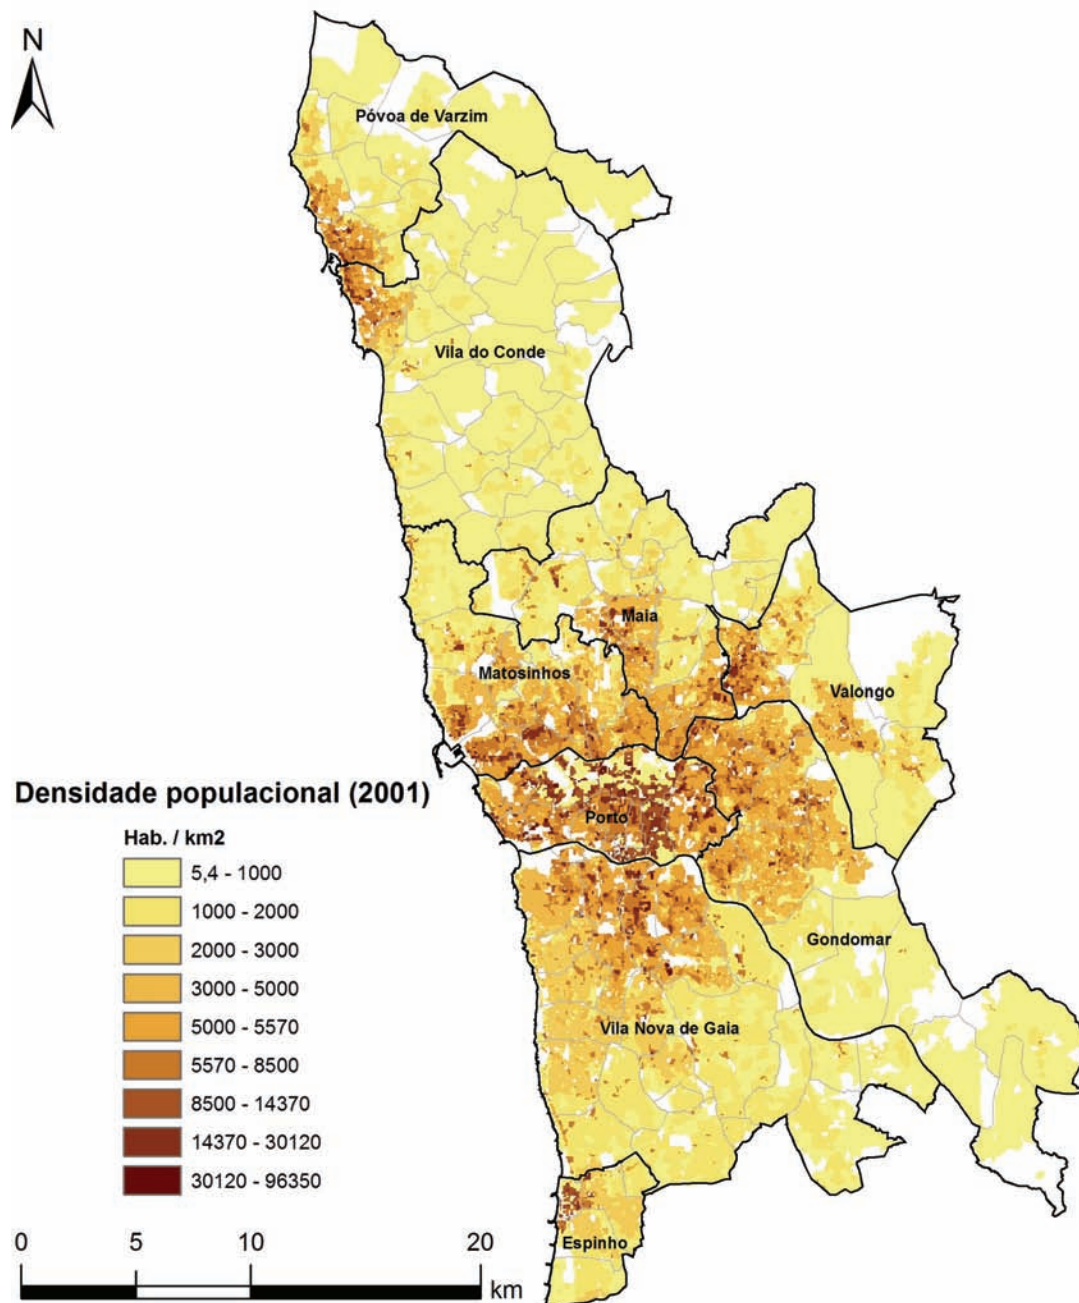 N
Póvoa de Varzim
Vila do Conde
Maia
Matosinhos
Valongo
Densidade populacional (2001)
Porto
Hab. / km2
5,4 - 1000
1000 - 2000
2000 - 3000
3000 - 5000
5000 - 5570
5570 - 8500
8500 - 14370
14370 - 30120
30120 - 96350
Gondomar
Vila Nova de Gaia
Espinho
0 5 10 20
km